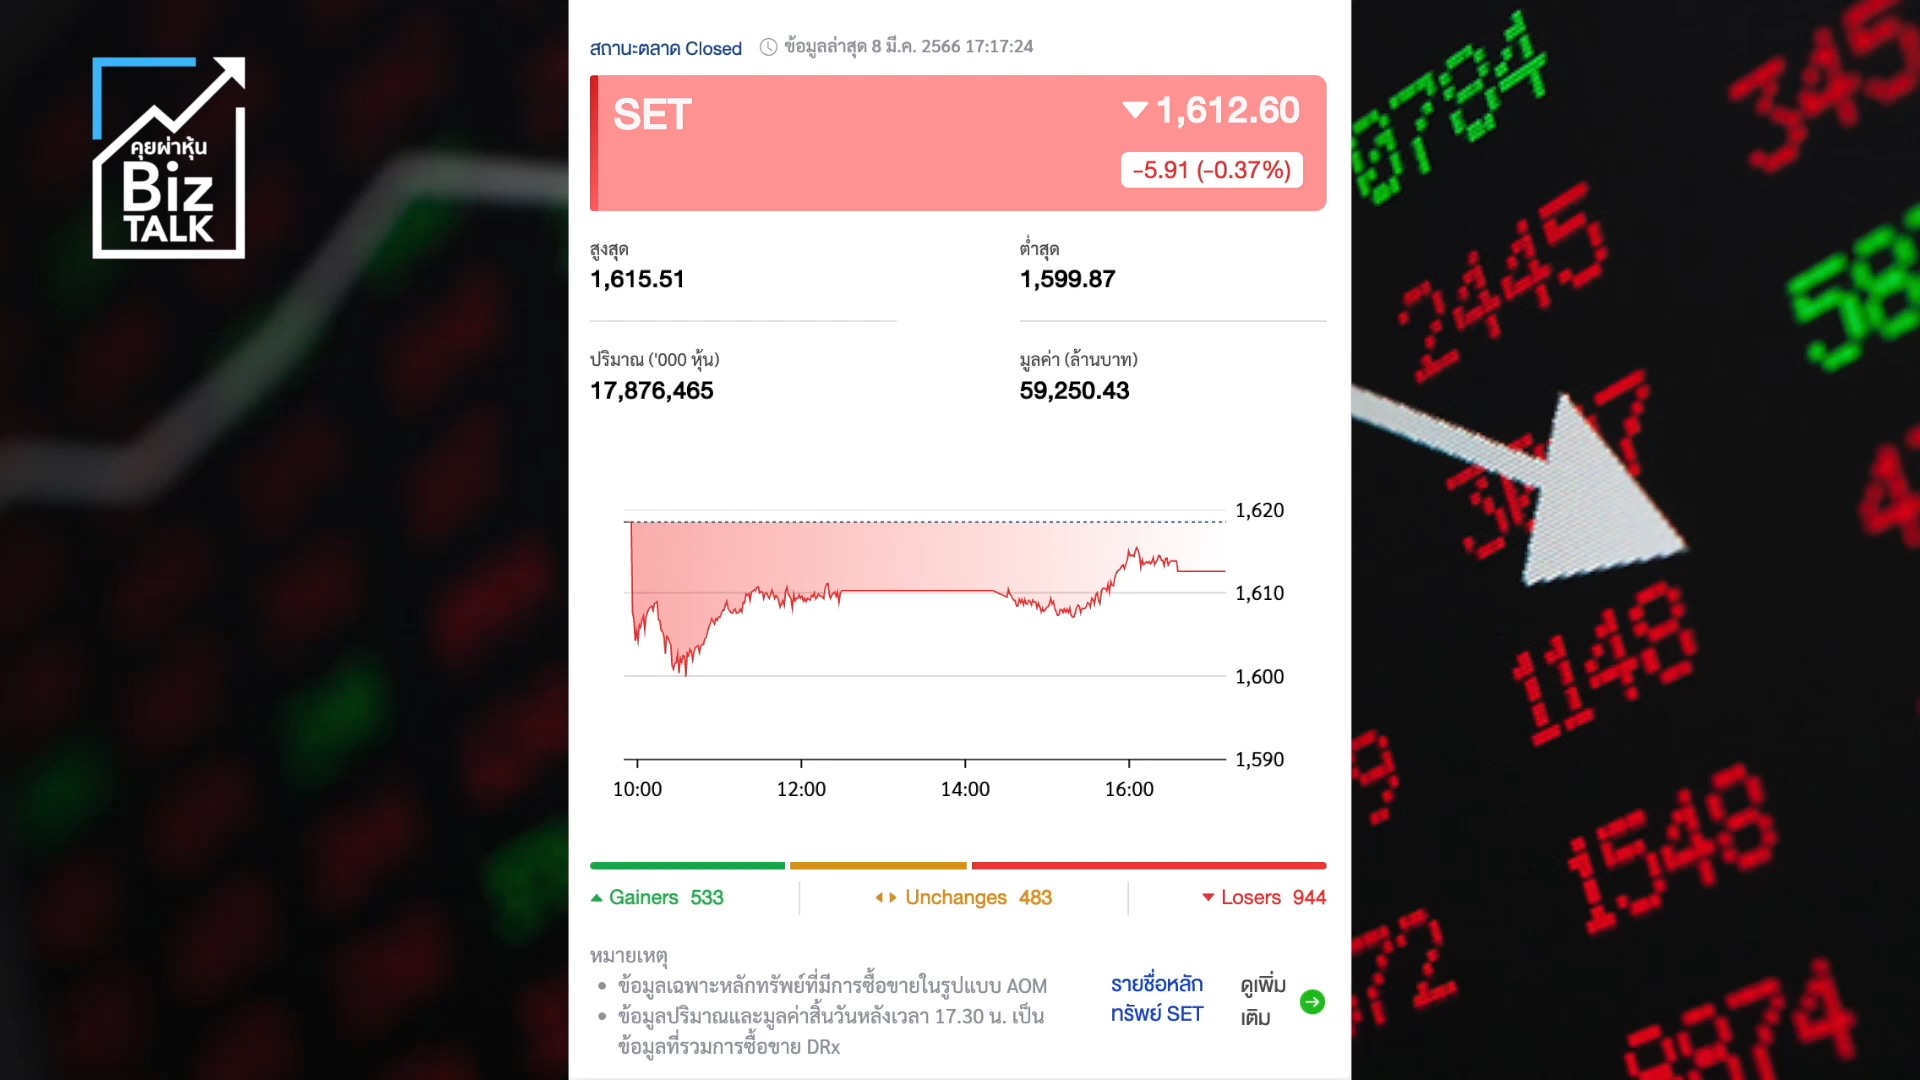 คุยผ่าหุ้น
Biz
TALK
สถานะตลาด Closed ข้อมูลล่าสุด 8 มี.ค. 2566 17:17:24
SET
1,612.60
-5.91 (-0.37%)
สูงสุด
1,615.51
ต่ำสุด
1,599.87
ปริมาณ ('000 หุ้น)
17,876,465
มูลค่า (ล้านบาท)
59,250.43
1,620
1,610
1,600
1,590
10:00 12:00 14:00 16:00
Gainers 533
Unchanges 483
Losers 944
หมายเหตุ
• ข้อมูลเฉพาะหลักทรัพย์ที่มีการซื้อขายในรูปแบบ AOM
• ข้อมูลปริมาณและมูลค่าสิ้นวันหลังเวลา 17.30 น. เป็น
ข้อมูลที่รวมการซื้อขาย DRx
รายชื่อหลัก
ทรัพย์ SET
ดูเพิ่ม
เติม
345
2445
58
1148
1548